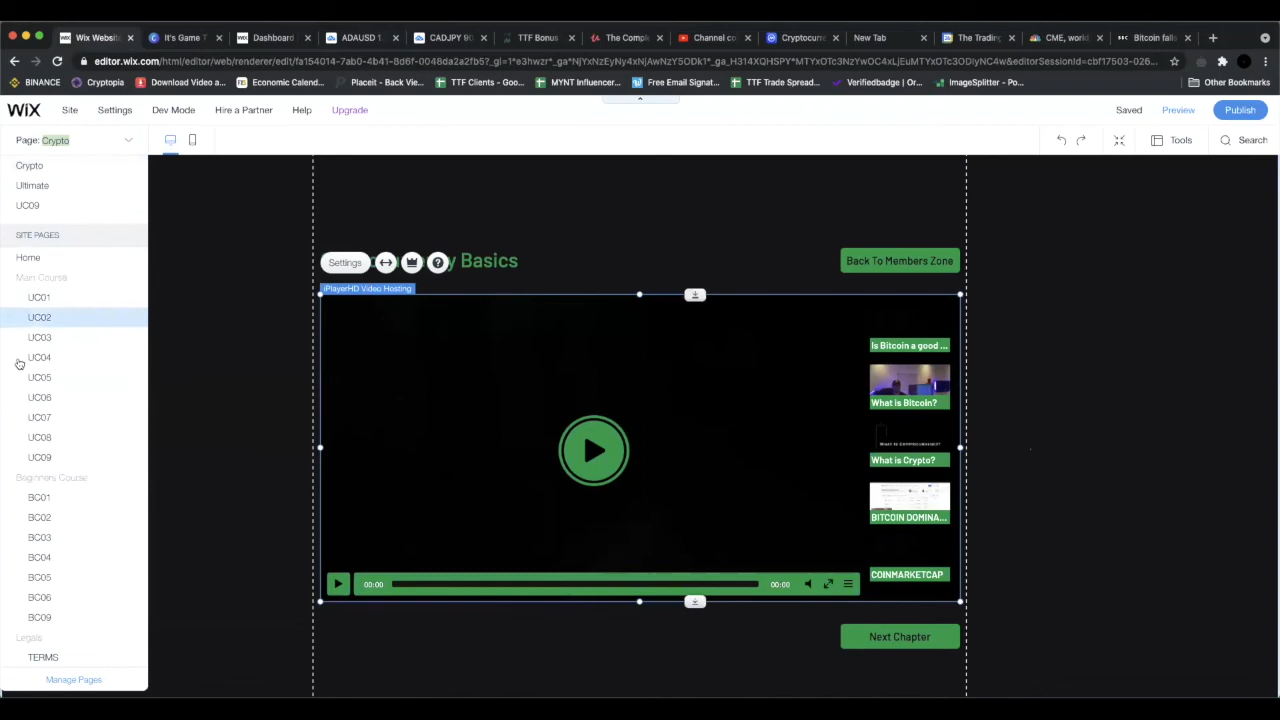 Wix Website
It's Game T
Dashboard
ADAUSD 1
CADJPY 90
TTF Bonus
The Comple
Channel co
Cryptocurre
New Tab
The Trading
CME, world
Bitcoin falls
BINANCE
Cryptopia
Download Video a...
Economic Calend...
Placeit - Back Vie...
TTF Clients - Goo...
MYNT Influencer...
Free Email Signat...
TTF Trade Spread...
Verifiedbadge (Or...
ImageSplitter - Po...
Other Bookmarks
WiX
Site
Settings
Dev Mode
Hire a Partner
Help
Upgrade
Saved
Preview
Publish
Page: Crypto
Tools
Search
Crypto
Ultimate
UC09
SITE PAGES
Home
Main Course
UC01
UC02
UC03
UC04
UC05
UC06
UC07
UC08
UC09
Beginners Course
BC01
BC02
BC03
BC04
BC05
BC06
BC09
Legals
TERMS
Manage Pages
Settings
y Basics
Back To Members Zone
iPlayerHD Video Hosting
Is Bitcoin a good ...
What is Bitcoin?
WHAT IS CRYPTOCURRENCY?
What is Crypto?
BITCOIN DOMINA...
COINMARKETCAP
00:00
00:00
Next Chapter